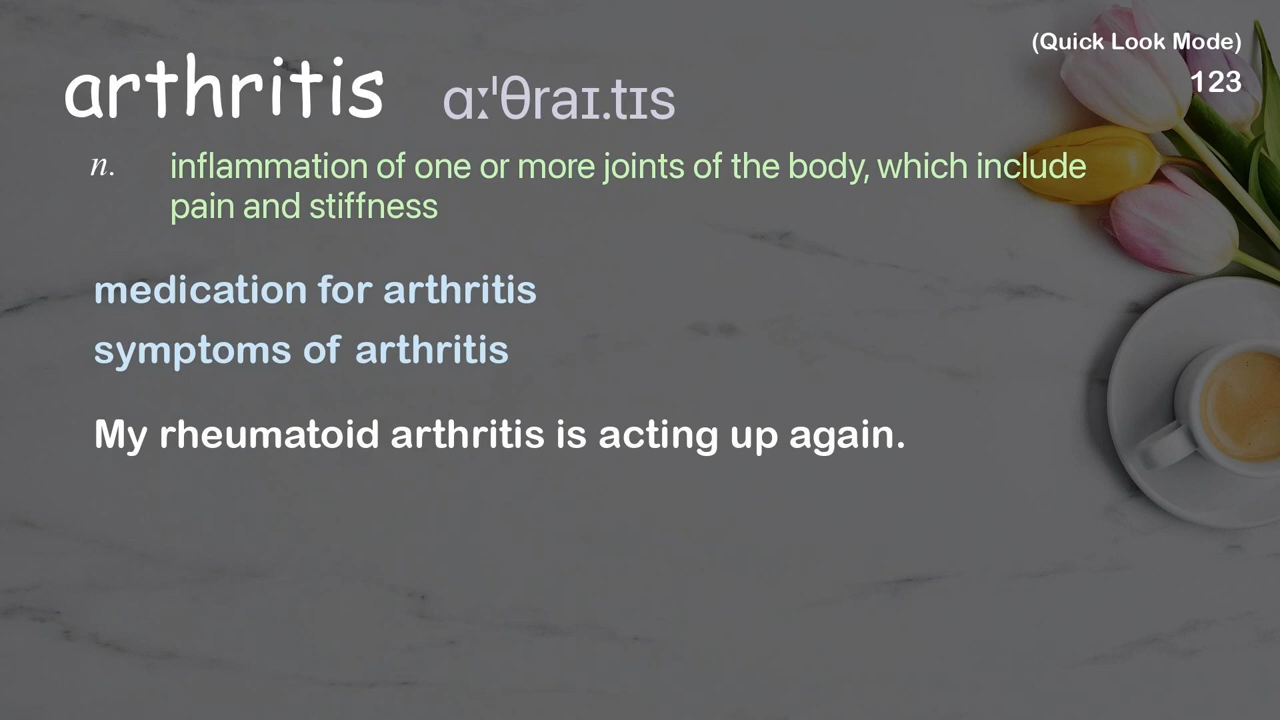 (Quick Look Mode)
123
arthritis ɑːˈθraɪ.tɪs
n. inflammation of one or more joints of the body, which include
pain and stiffness
medication for arthritis
symptoms of arthritis
My rheumatoid arthritis is acting up again.